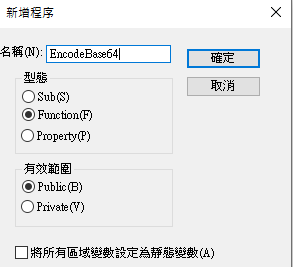 新增程序
名稱(N): EncodeBase64
確定
取消
型態
Sub(S)
Function(F)
Property(P)
有效範圍
Public(B)
Private(V)
將所有區域變數設定為靜態變數(A)